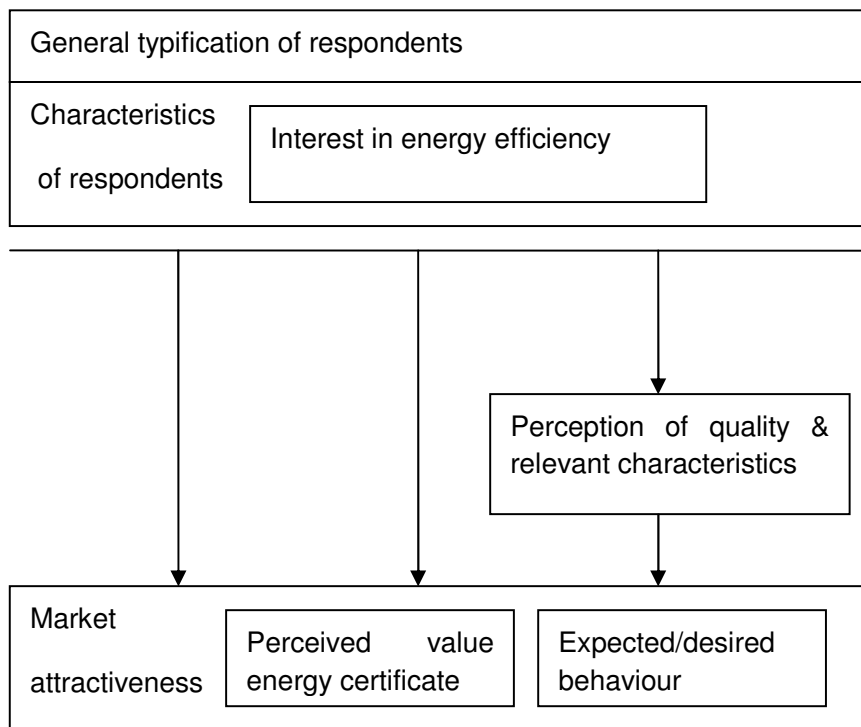 General typification of respondents
Characteristics
of respondents
Interest in energy efficiency
Perception of quality &
relevant characteristics
Market
attractiveness
Perceived value
energy certificate
Expected/desired
behaviour